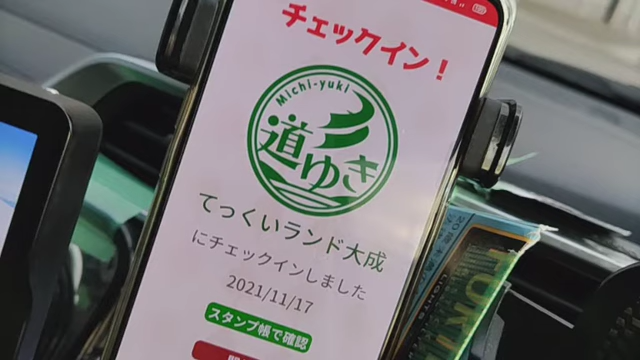 チェックイン!
Michi-yuki
道ゆき
てっくいランド大成
にチェックインしました
2021/11/17
スタンプ帳で確認